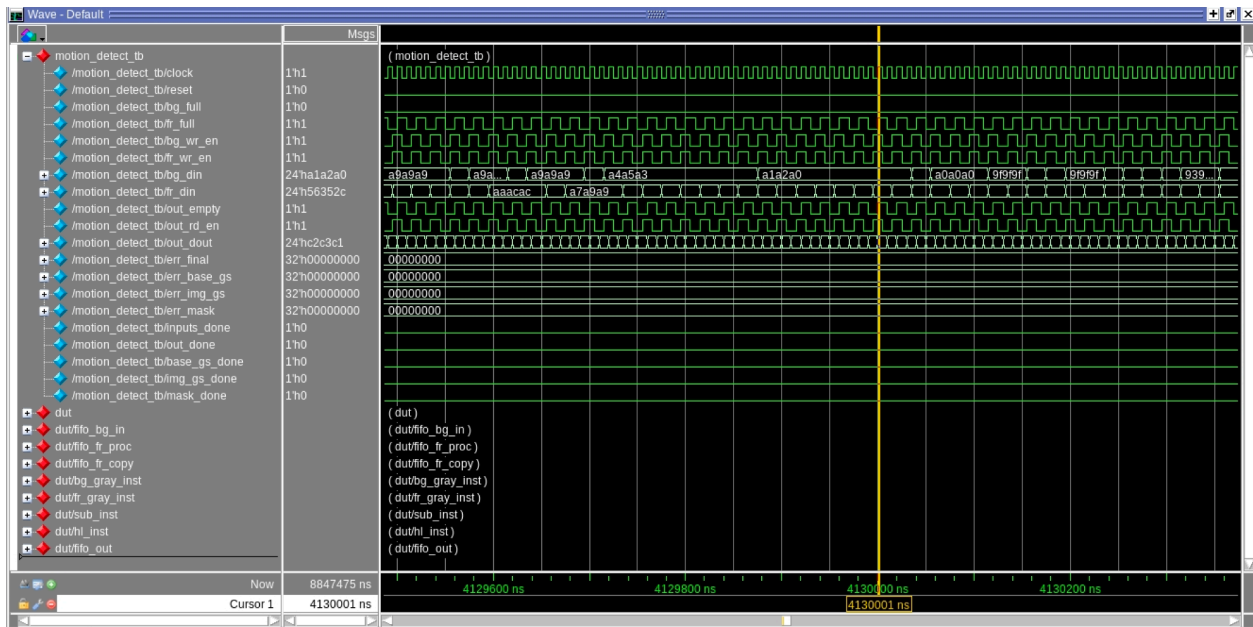 Wave - Default
Msgs
motion_detect_tb ( motion_detect_tb )
/motion_detect_tb/clock 1'h1
/motion_detect_tb/reset 1'h0
/motion_detect_tb/bg_full 1'h0
/motion_detect_tb/fr_full 1'h1
/motion_detect_tb/bg_wr_en 1'h1
/motion_detect_tb/fr_wr_en 1'h1
/motion_detect_tb/bg_din 24'ha1a2a0 a9a9a9 a9a... a9a9a9 a4a5a3 a1a2a0 a0a0a0 9f9f9f 9f9f9f 939...
/motion_detect_tb/fr_din 24'h56352c aaacac a7a9a9
/motion_detect_tb/out_empty 1'h1
/motion_detect_tb/out_rd_en 1'h1
/motion_detect_tb/out_dout 24'hc2c3c1
/motion_detect_tb/err_final 32'h00000000 00000000
/motion_detect_tb/err_base_gs 32'h00000000 00000000
/motion_detect_tb/err_img_gs 32'h00000000 00000000
/motion_detect_tb/err_mask 32'h00000000 00000000
/motion_detect_tb/inputs_done 1'h0
/motion_detect_tb/out_done 1'h0
/motion_detect_tb/base_gs_done 1'h0
/motion_detect_tb/img_gs_done 1'h0
/motion_detect_tb/mask_done 1'h0
dut ( dut )
dut/fifo_bg_in ( dut/fifo_bg_in )
dut/fifo_fr_proc ( dut/fifo_fr_proc )
dut/fifo_fr_copy ( dut/fifo_fr_copy )
dut/bg_gray_inst ( dut/bg_gray_inst )
dut/fr_gray_inst ( dut/fr_gray_inst )
dut/sub_inst ( dut/sub_inst )
dut/hl_inst ( dut/hl_inst )
dut/fifo_out ( dut/fifo_out )
Now 8847475 ns 4129600 ns 4129800 ns 4130000 ns 4130200 ns
Cursor 1 4130001 ns 4130001 ns